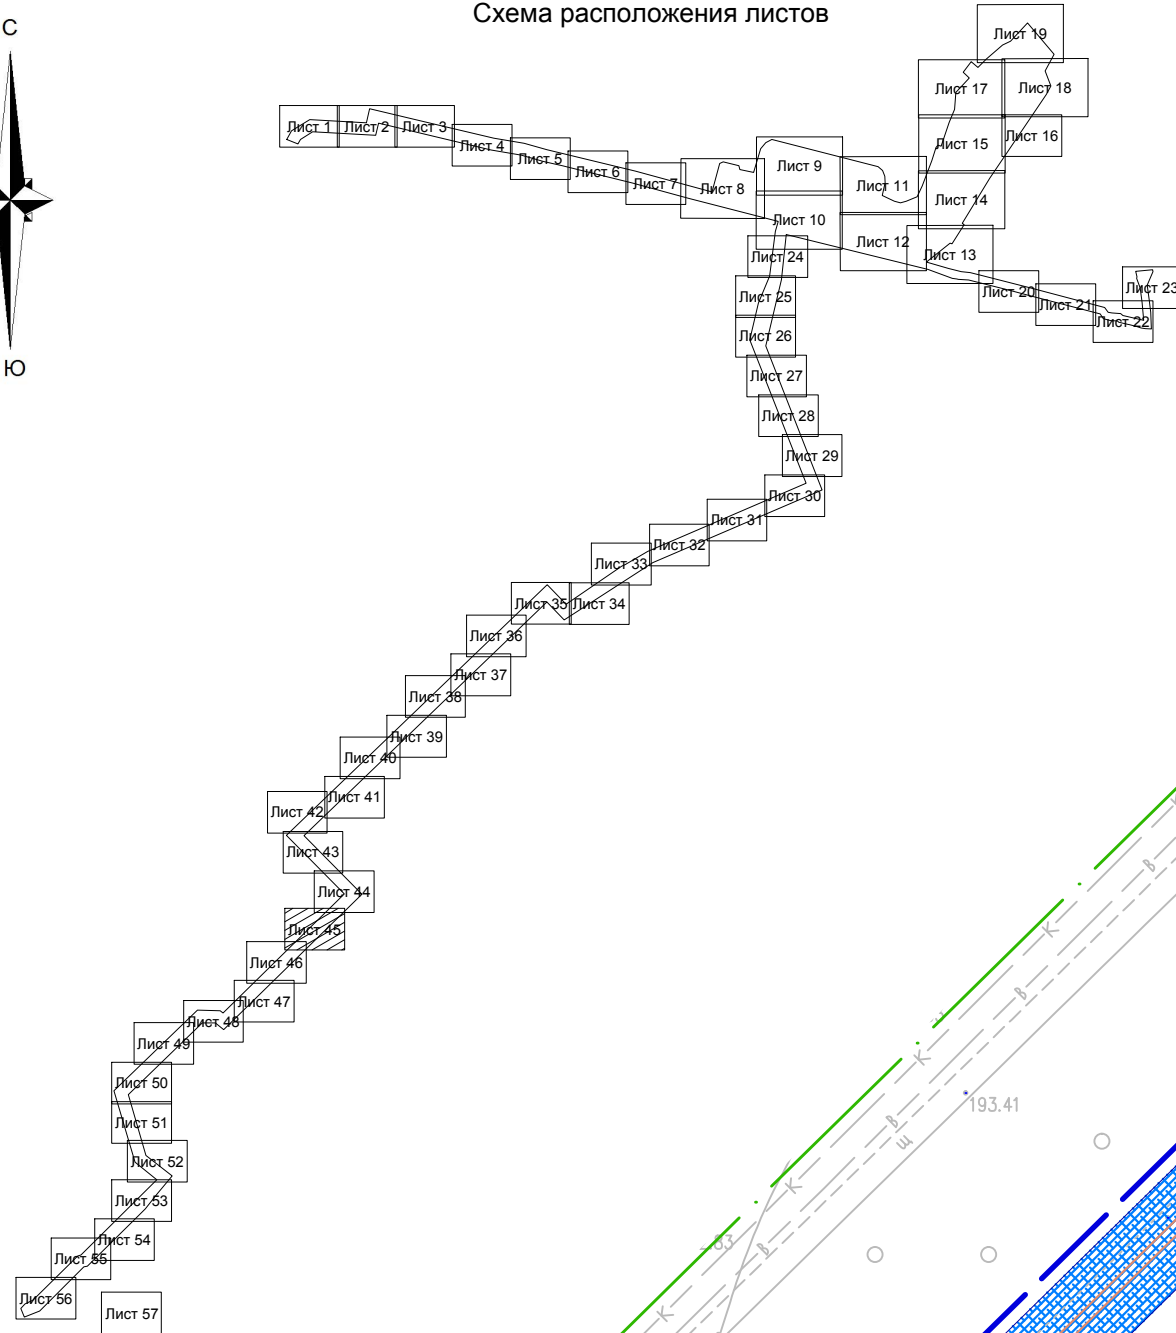 Схема расположения листов
С
Ю
Лист 1
Лист 2
Лист 3
Лист 4
Лист 5
Лист 6
Лист 7
Лист 8
Лист 9
Лист 10
Лист 11
Лист 12
Лист 13
Лист 14
Лист 15
Лист 16
Лист 17
Лист 18
Лист 19
Лист 20
Лист 21
Лист 22
Лист 23
Лист 24
Лист 25
Лист 26
Лист 27
Лист 28
Лист 29
Лист 30
Лист 31
Лист 32
Лист 33
Лист 34
Лист 35
Лист 36
Лист 37
Лист 38
Лист 39
Лист 40
Лист 41
Лист 42
Лист 43
Лист 44
Лист 45
Лист 46
Лист 47
Лист 48
Лист 49
Лист 50
Лист 51
Лист 52
Лист 53
Лист 54
Лист 55
Лист 56
Лист 57
К
В
К
В
К
193.41
В
щ
К
В
К